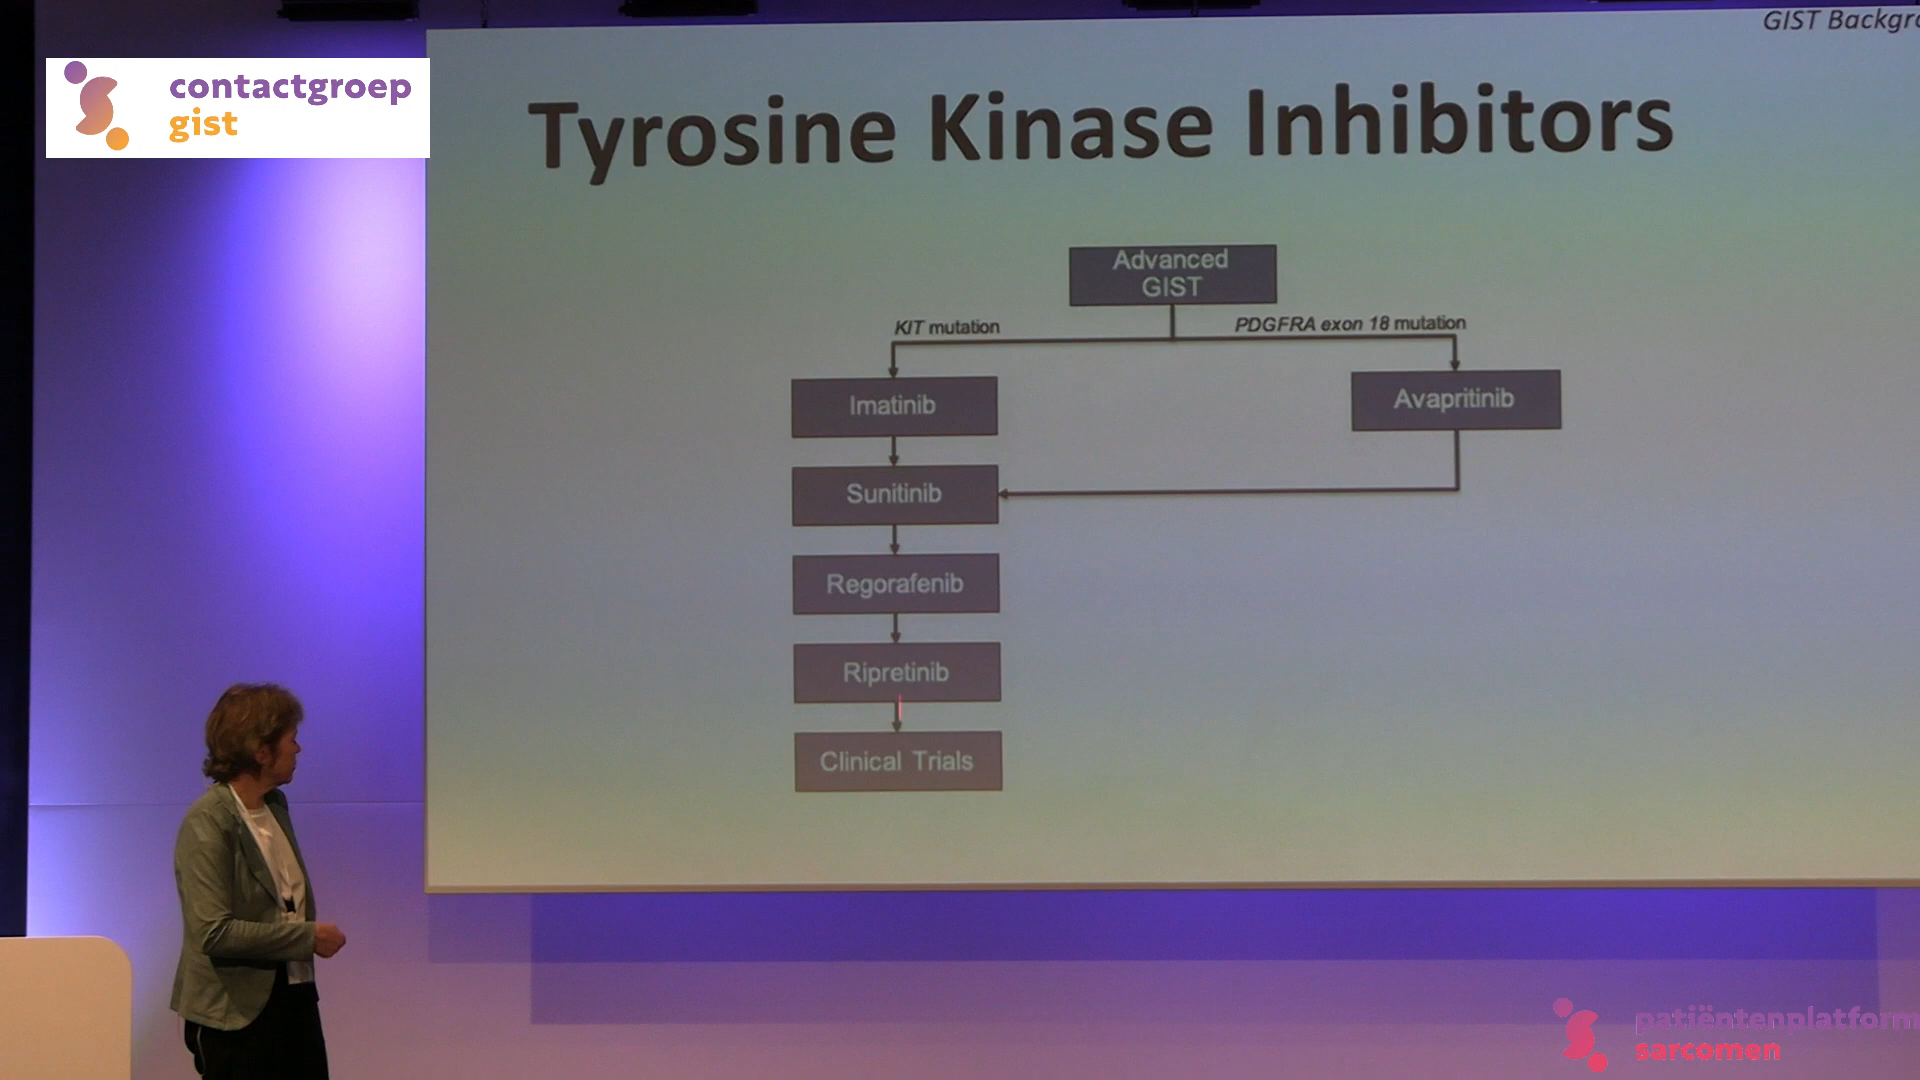 GIST Backgro
contactgroep
gist
Tyrosine Kinase Inhibitors
Advanced
GIST
KIT mutation
PDGFRA exon 18 mutation
Imatinib
Avapritinib
Sunitinib
Regorafenib
Ripretinib
Clinical Trials
patiëntenplatform
sarcomen